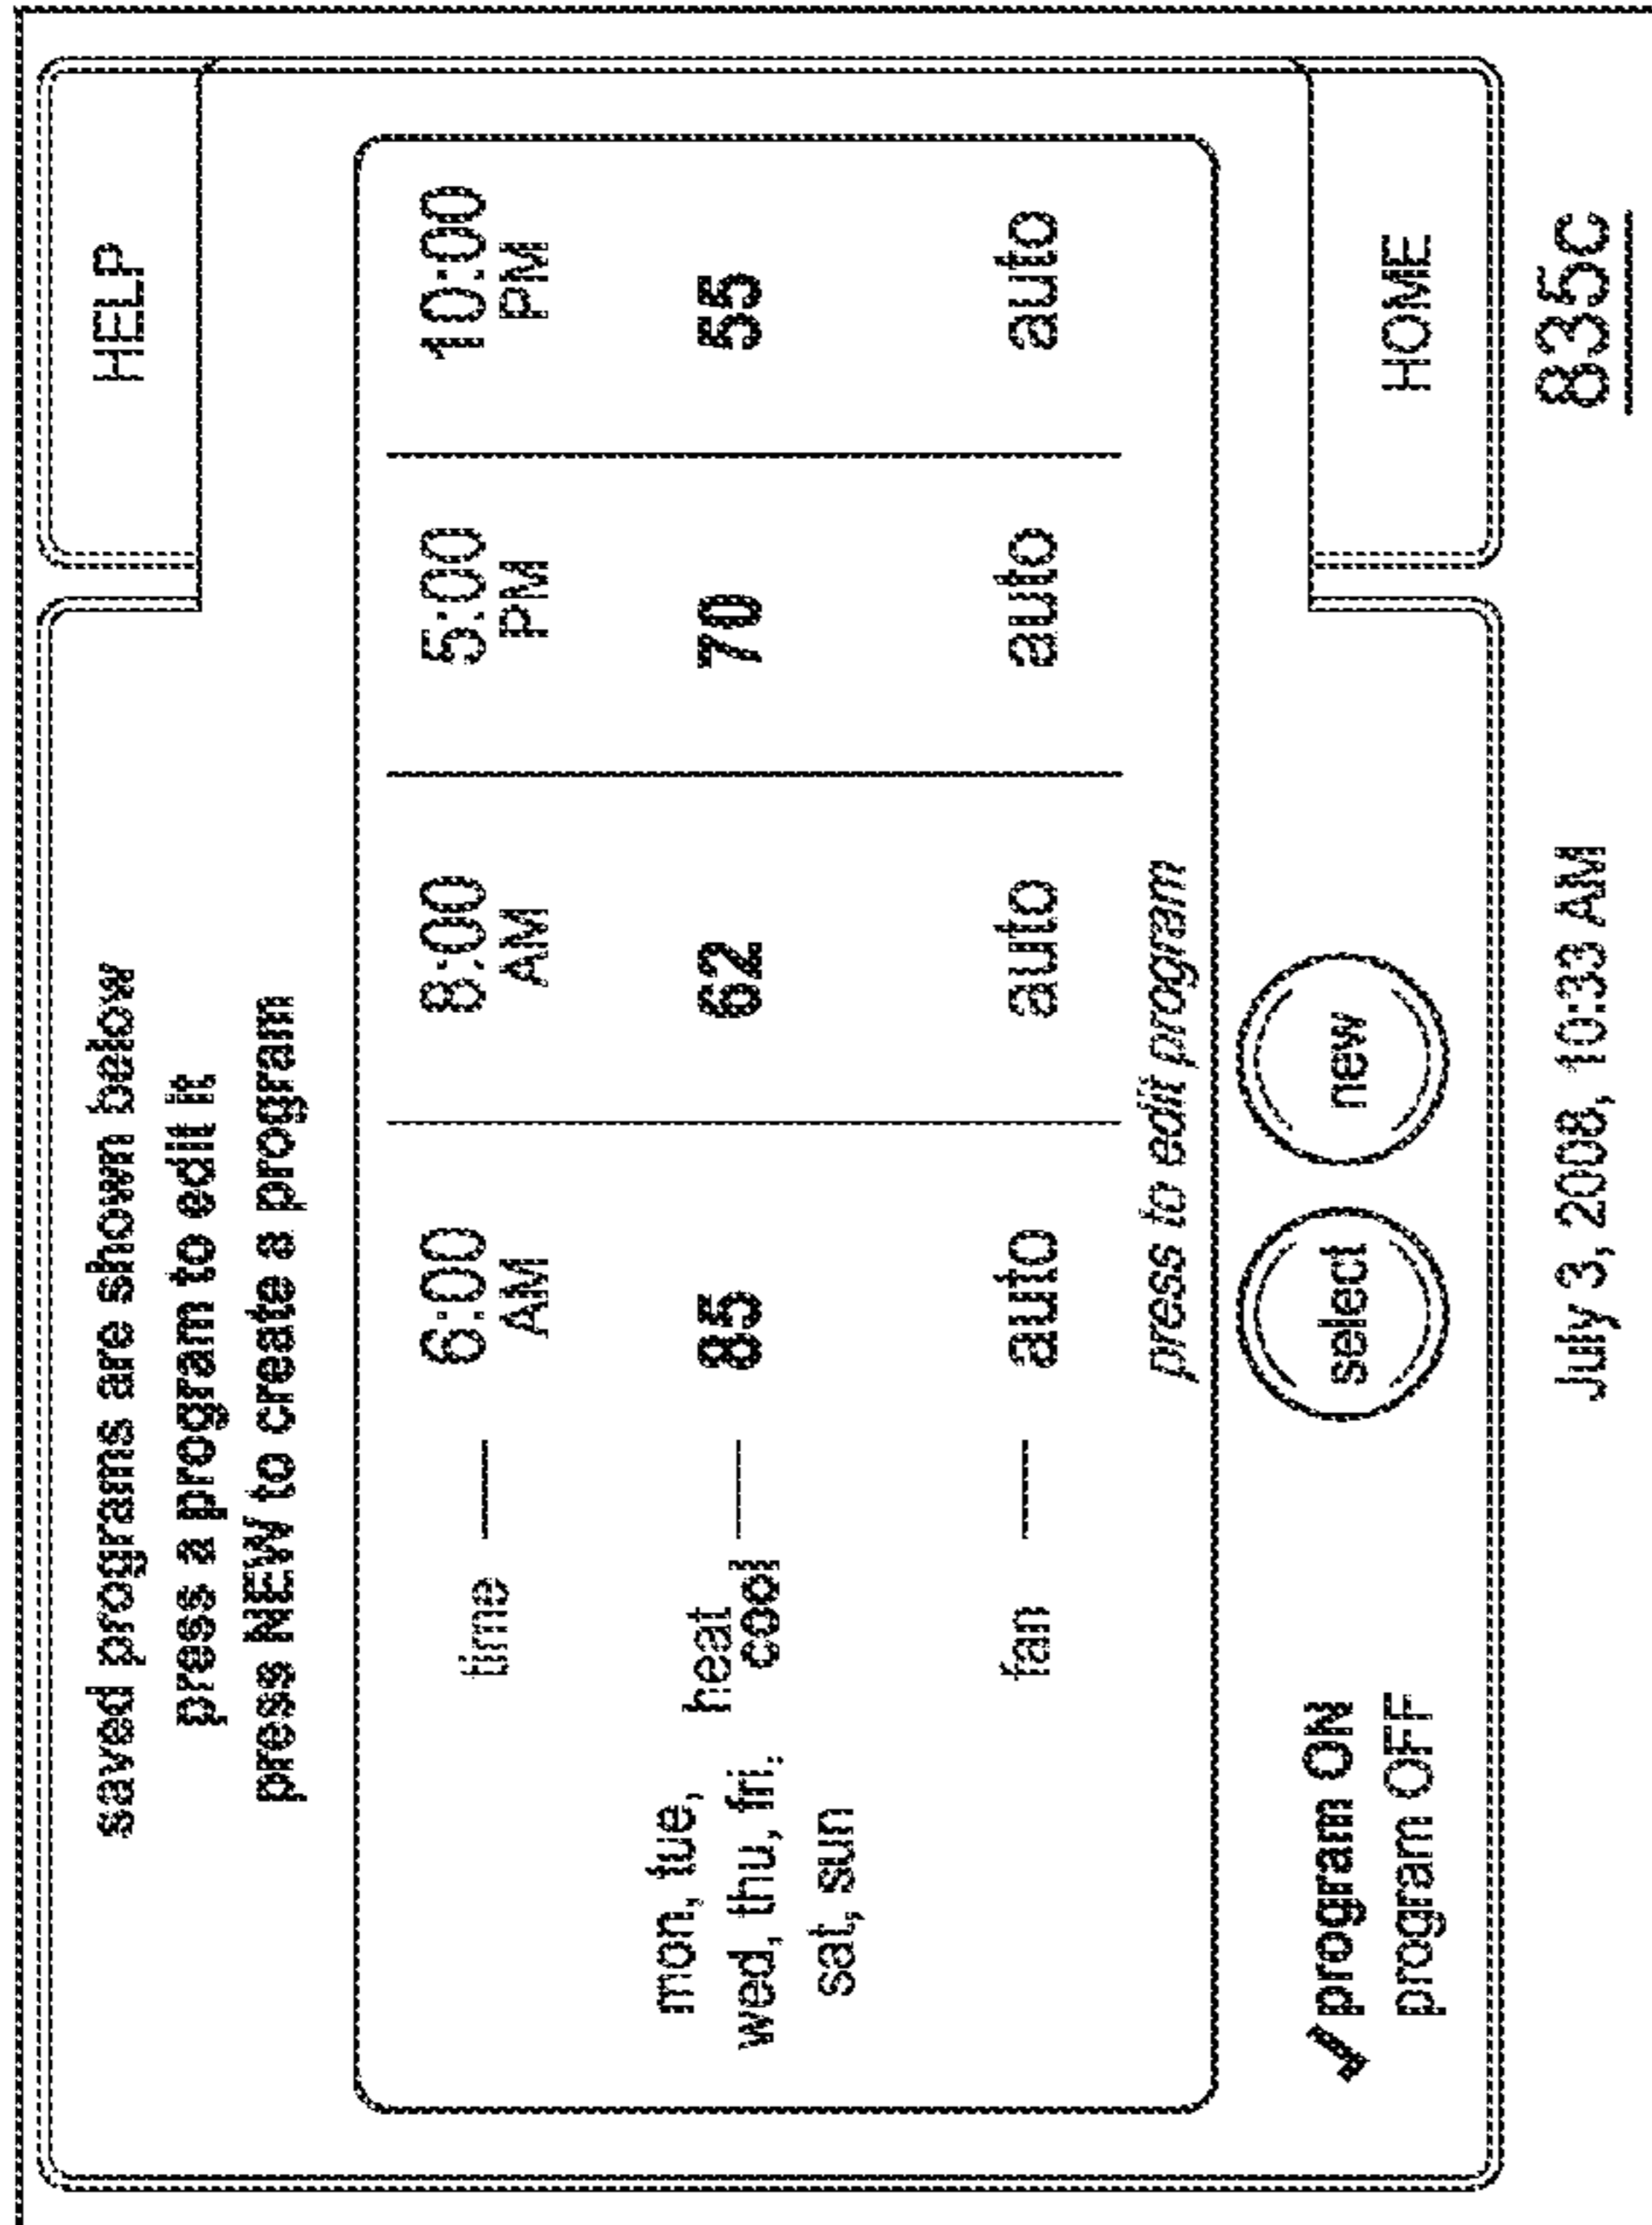 saved programs are shown below
press a program to edit it
press NEW to create a program
HELP
time 6:00 AM 8:00 AM 5:00 PM 10:00 PM
mon, tue,
wed, thu, fri,
sat, sun
heat
cool
85 62 70 55
fan auto auto auto auto
press to edit program
✓program ON
program OFF
select
new
HOME
July 3, 2008, 10:33 AM
835c